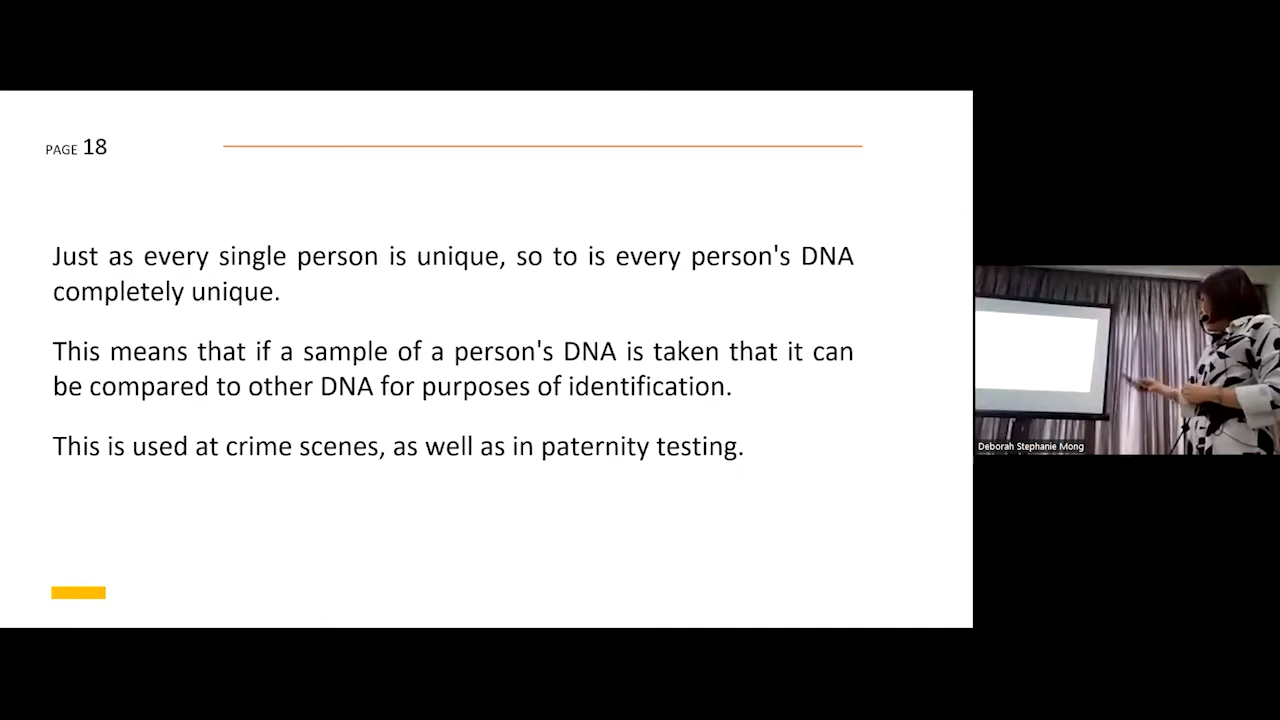 PAGE 18
Just as every single person is unique, so to is every person's DNA
completely unique.
This means that if a sample of a person's DNA is taken that it can
be compared to other DNA for purposes of identification.
This is used at crime scenes, as well as in paternity testing.
Deborah Stephanie Mong